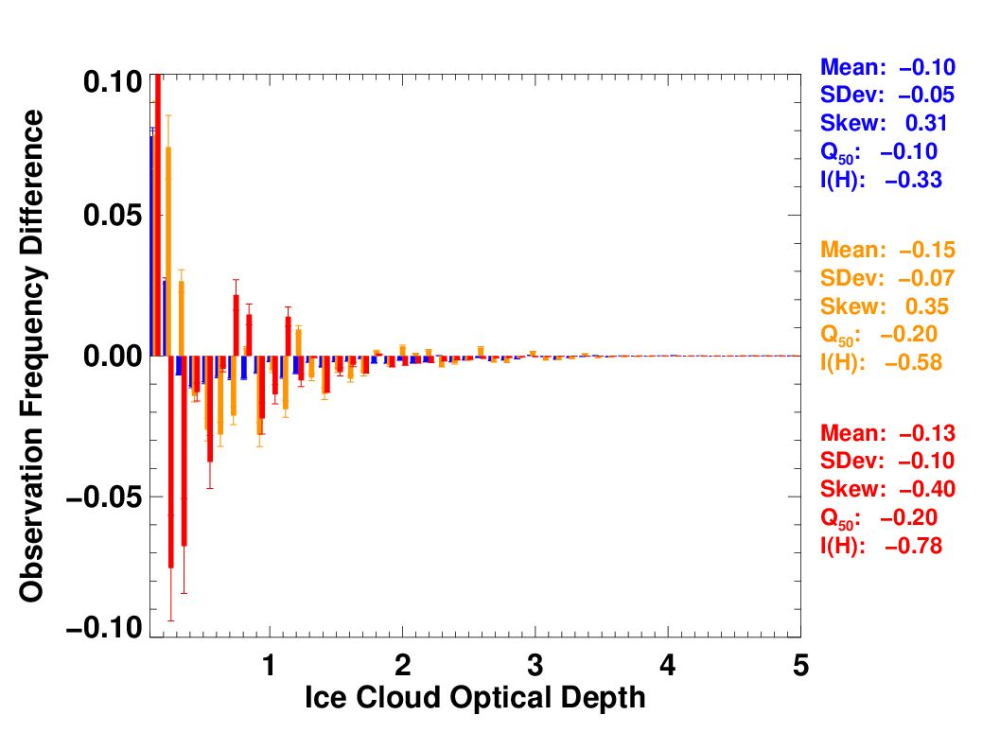 Observation Frequency Difference
0.10
0.05
0.00
−0.05
−0.10
1 2 3 4 5
Ice Cloud Optical Depth
Mean: −0.10
SDev: −0.05
Skew: 0.31
Q50: −0.10
I(H): −0.33
Mean: −0.15
SDev: −0.07
Skew: 0.35
Q50: −0.20
I(H): −0.58
Mean: −0.13
SDev: −0.10
Skew: −0.40
Q50: −0.20
I(H): −0.78